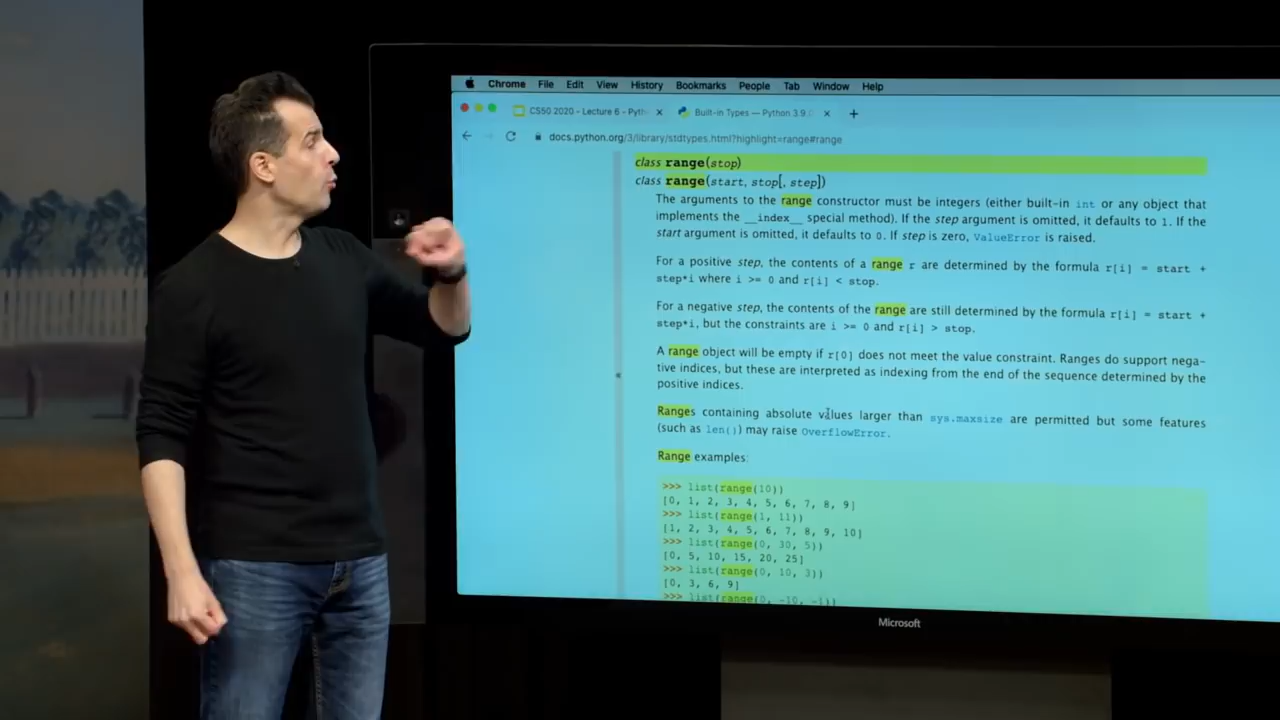 Chrome File Edit View History Bookmarks People Tab Window Help
CS50 2020 - Lecture 6 - Pyth
Built-in Types — Python 3.9.
docs.python.org/3/library/stdtypes.html?highlight=range#range
class range(stop)
class range(start, stop[, step])
The arguments to the range constructor must be integers (either built-in int or any object that
implements the __index__ special method). If the step argument is omitted, it defaults to 1. If the
start argument is omitted, it defaults to 0. If step is zero, ValueError is raised.
For a positive step, the contents of a range r are determined by the formula r[i] = start +
step*i where i >= 0 and r[i] < stop.
For a negative step, the contents of the range are still determined by the formula r[i] = start +
step*i, but the constraints are i >= 0 and r[i] > stop.
A range object will be empty if r[0] does not meet the value constraint. Ranges do support nega-
tive indices, but these are interpreted as indexing from the end of the sequence determined by the
positive indices.
Ranges containing absolute values larger than sys.maxsize are permitted but some features
(such as len()) may raise OverflowError.
Range examples:
>>> list(range(10))
[0, 1, 2, 3, 4, 5, 6, 7, 8, 9]
>>> list(range(1, 11))
[1, 2, 3, 4, 5, 6, 7, 8, 9, 10]
>>> list(range(0, 30, 5))
[0, 5, 10, 15, 20, 25]
>>> list(range(0, 10, 3))
[0, 3, 6, 9]
>>> list(range(0, -10, -1))
Microsoft